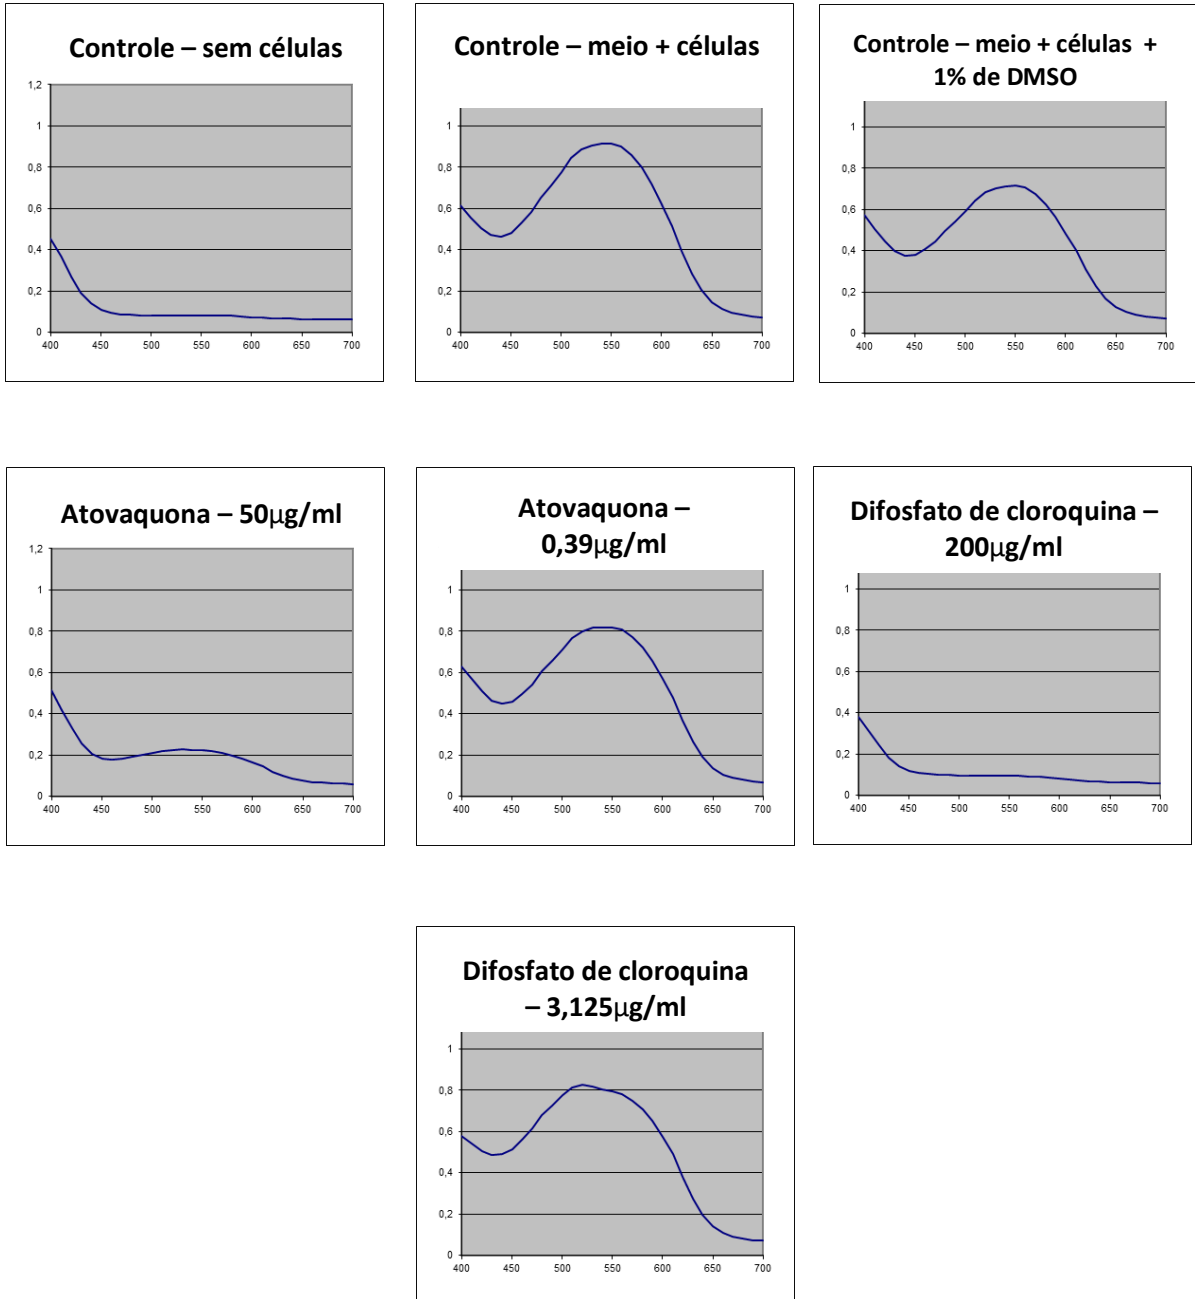 Controle – sem células
1,2
1
0,8
0,6
0,4
0,2
0
400 450 500 550 600 650 700
Controle – meio + células
1
0,8
0,6
0,4
0,2
0
400 450 500 550 600 650 700
Controle – meio + células +
1% de DMSO
1
0,8
0,6
0,4
0,2
0
400 450 500 550 600 650 700
Atovaquona – 50µg/ml
1,2
1
0,8
0,6
0,4
0,2
0
400 450 500 550 600 650 700
Atovaquona –
0,39µg/ml
1
0,8
0,6
0,4
0,2
0
400 450 500 550 600 650 700
Difosfato de cloroquina –
200µg/ml
1
0,8
0,6
0,4
0,2
0
400 450 500 550 600 650 700
Difosfato de cloroquina
– 3,125µg/ml
1
0,8
0,6
0,4
0,2
0
400 450 500 550 600 650 700